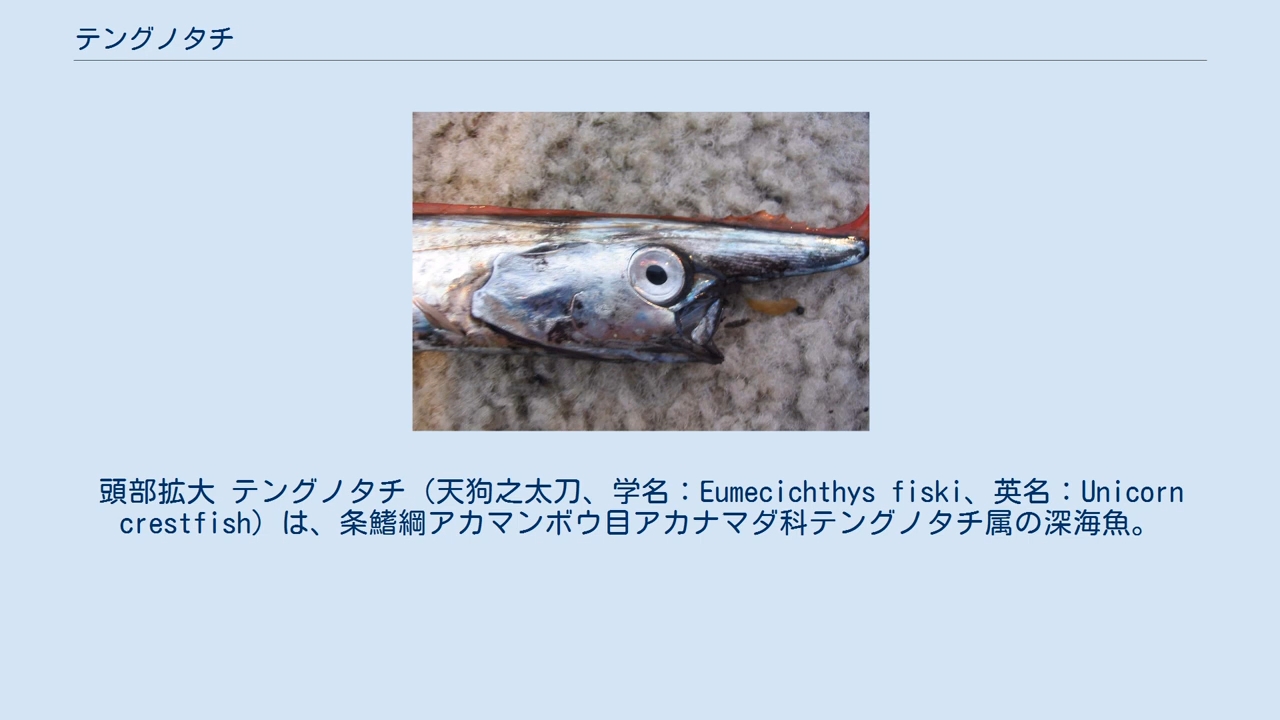 テングノタチ
頭部拡大 テングノタチ（天狗之太刀、学名：Eumecichthys fiski、英名：Unicorn
crestfish）は、条鰭綱アカマンボウ目アカナマダ科テングノタチ属の深海魚。